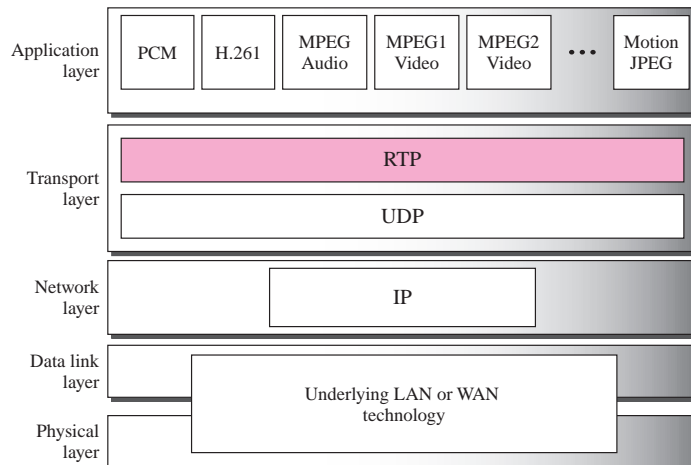 Application
layer
PCM
H.261
MPEG
Audio
MPEG1
Video
MPEG2
Video
•••
Motion
JPEG
Transport
layer
RTP
UDP
Network
layer
IP
Data link
layer
Underlying LAN or WAN
technology
Physical
layer